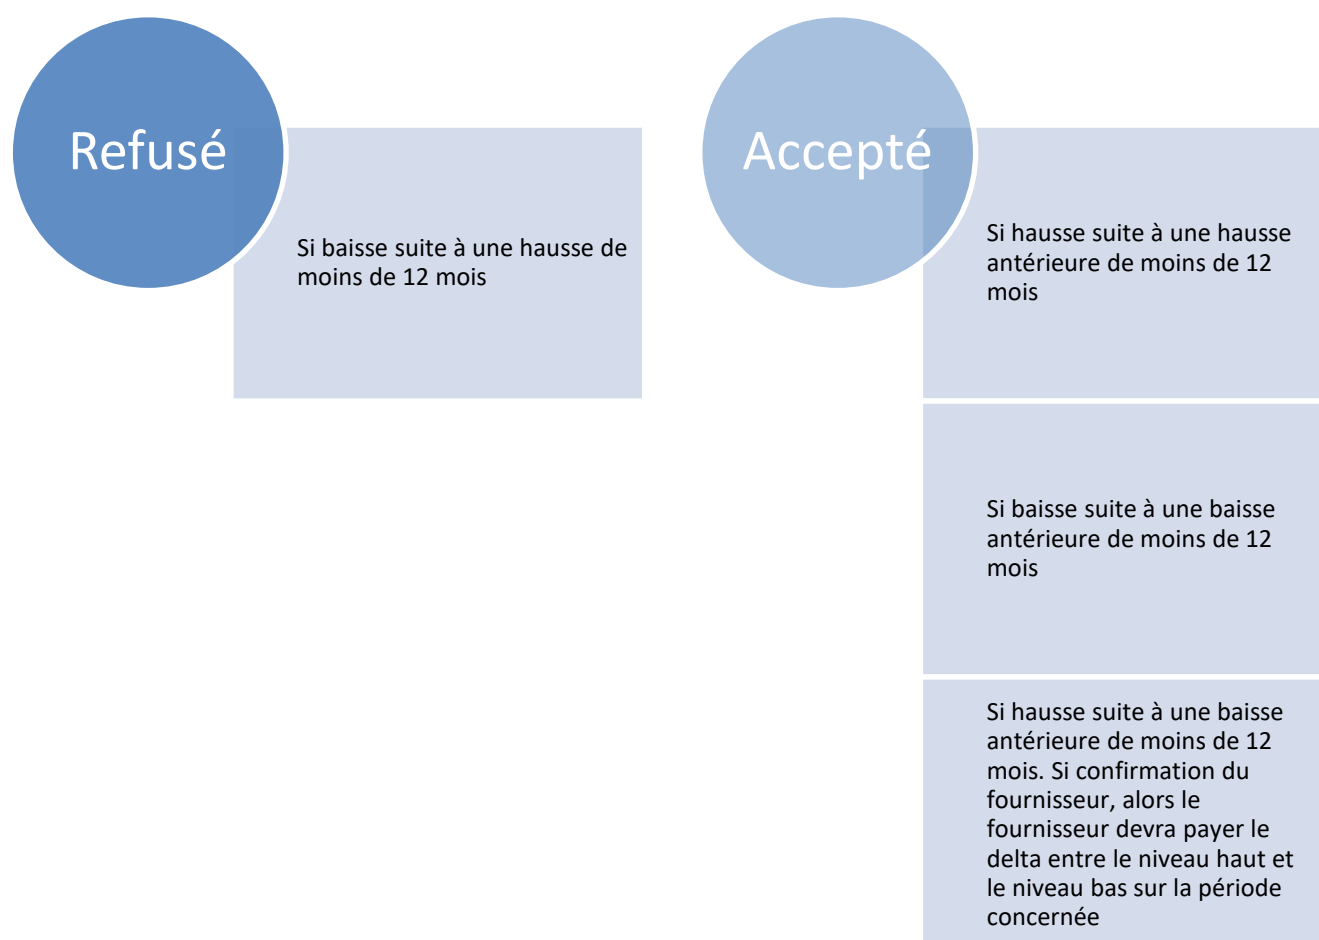 Refusé
Si baisse suite à une hausse de
moins de 12 mois
Accepté
Si hausse suite à une hausse
antérieure de moins de 12
mois
Si baisse suite à une baisse
antérieure de moins de 12
mois
Si hausse suite à une baisse
antérieure de moins de 12
mois. Si confirmation du
fournisseur, alors le
fournisseur devra payer le
delta entre le niveau haut et
le niveau bas sur la période
concernée